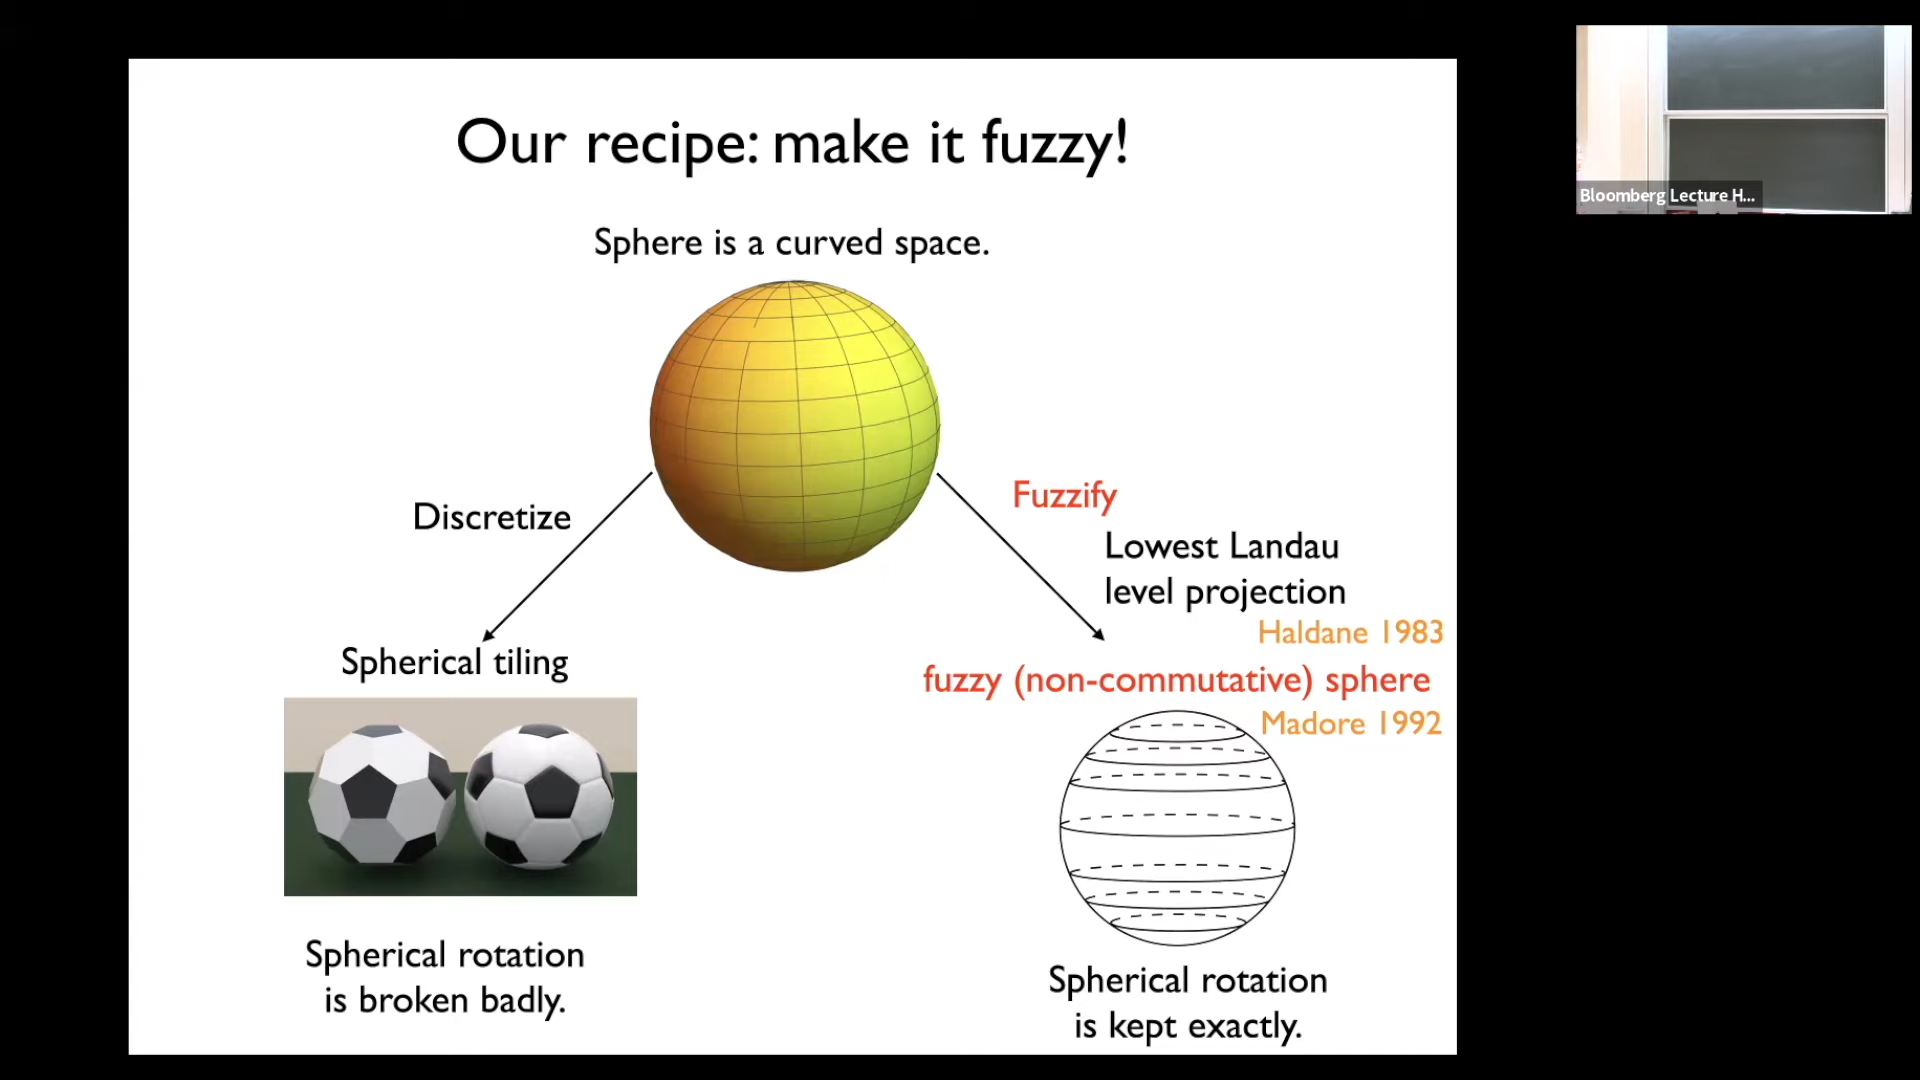 Our recipe: make it fuzzy!
Sphere is a curved space.
Discretize
Fuzzify
Lowest Landau
level projection
Haldane 1983
Spherical tiling
fuzzy (non-commutative) sphere
Madore 1992
Spherical rotation
is broken badly.
Spherical rotation
is kept exactly.
Bloomberg Lecture H...